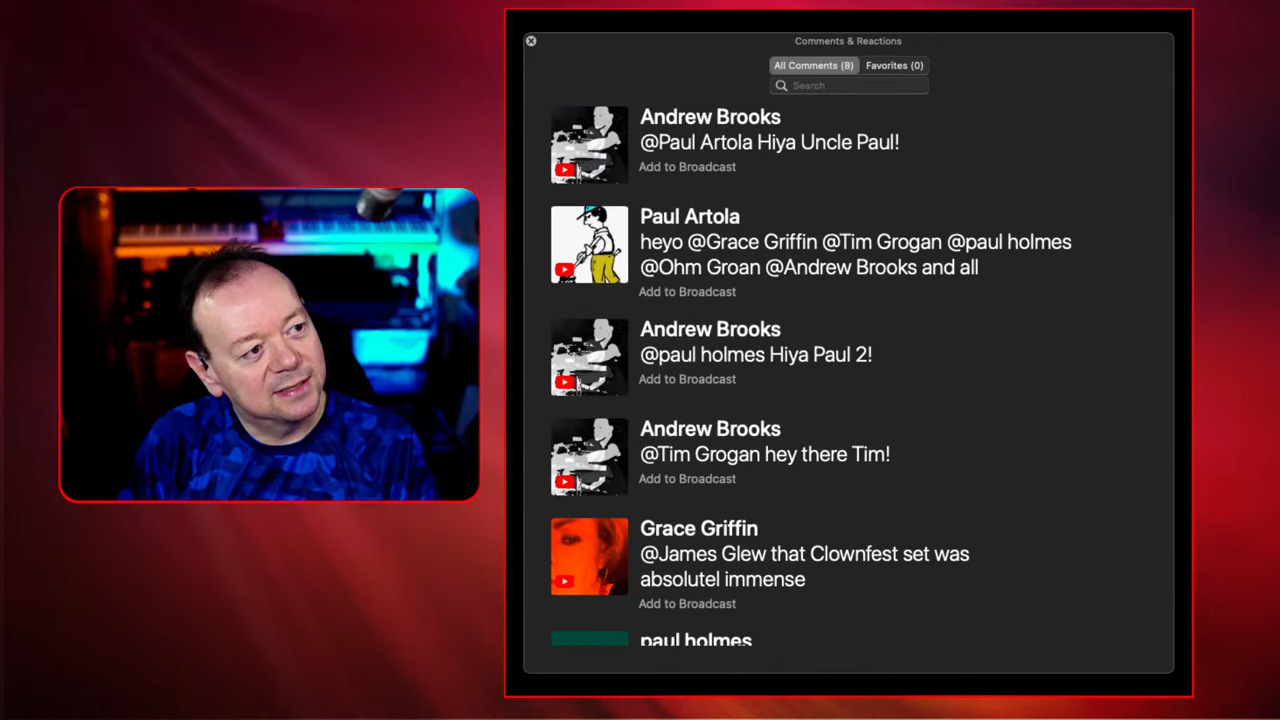 Comments & Reactions
All Comments (8) Favorites (0)
Search
Andrew Brooks
@Paul Artola Hiya Uncle Paul!
Add to Broadcast
Paul Artola
heyo @Grace Griffin @Tim Grogan @paul holmes
@Ohm Groan @Andrew Brooks and all
Add to Broadcast
Andrew Brooks
@paul holmes Hiya Paul 2!
Add to Broadcast
Andrew Brooks
@Tim Grogan hey there Tim!
Add to Broadcast
Grace Griffin
@James Glew that Clownfest set was
absolutel immense
Add to Broadcast
paul holmes